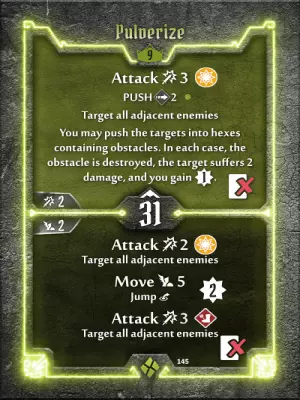 Pulverize
9
Attack 3
PUSH 2
Target all adjacent enemies
You may push the targets into hexes
containing obstacles. In each case, the
obstacle is destroyed, the target suffers 2
damage, and you gain 1.
2
31
2
Attack 2
Target all adjacent enemies
Move 5
Jump
2
Attack 3
Target all adjacent enemies
145